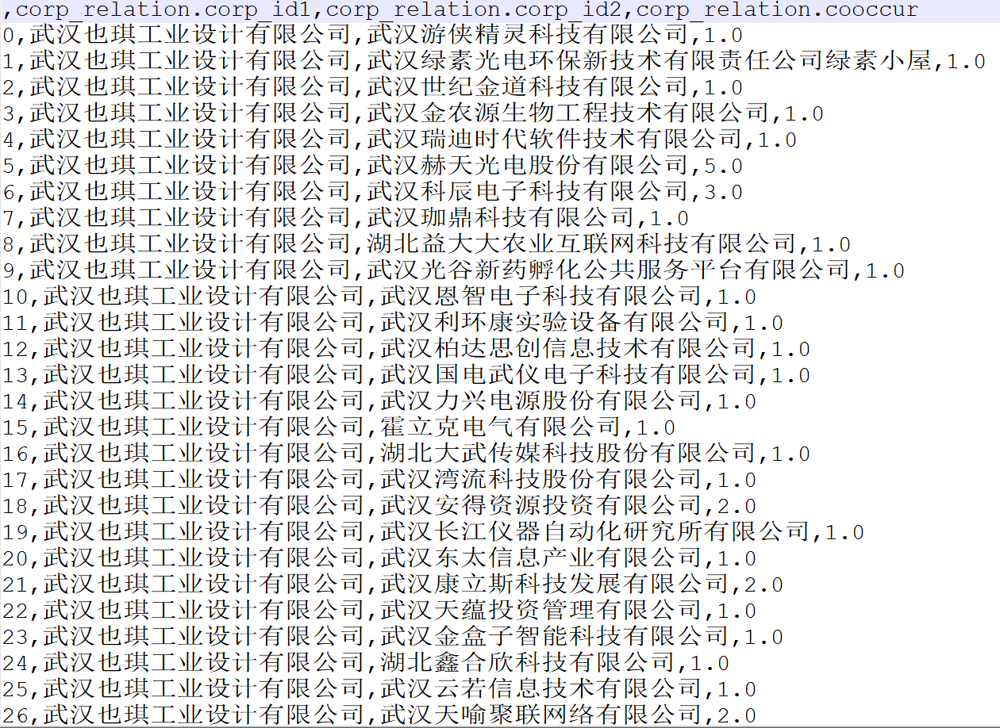 ,corp_relation.corp_id1,corp_relation.corp_id2,corp_relation.cooccur
0,武汉也琪工业设计有限公司,武汉游侠精灵科技有限公司,1.0
1,武汉也琪工业设计有限公司,武汉绿素光电环保新技术有限责任公司绿素小屋,1.0
2,武汉也琪工业设计有限公司,武汉世纪金道科技有限公司,1.0
3,武汉也琪工业设计有限公司,武汉金农源生物工程技术有限公司,1.0
4,武汉也琪工业设计有限公司,武汉瑞迪时代软件技术有限公司,1.0
5,武汉也琪工业设计有限公司,武汉赫天光电股份有限公司,5.0
6,武汉也琪工业设计有限公司,武汉科辰电子科技有限公司,3.0
7,武汉也琪工业设计有限公司,武汉珈鼎科技有限公司,1.0
8,武汉也琪工业设计有限公司,湖北益大大农业互联网科技有限公司,1.0
9,武汉也琪工业设计有限公司,武汉光谷新药孵化公共服务平台有限公司,1.0
10,武汉也琪工业设计有限公司,武汉恩智电子科技有限公司,1.0
11,武汉也琪工业设计有限公司,武汉利环康实验设备有限公司,1.0
12,武汉也琪工业设计有限公司,武汉柏达思创信息技术有限公司,1.0
13,武汉也琪工业设计有限公司,武汉国电武仪电子科技有限公司,1.0
14,武汉也琪工业设计有限公司,武汉力兴电源股份有限公司,1.0
15,武汉也琪工业设计有限公司,霍立克电气有限公司,1.0
16,武汉也琪工业设计有限公司,湖北大武传媒科技股份有限公司,1.0
17,武汉也琪工业设计有限公司,武汉湾流科技股份有限公司,1.0
18,武汉也琪工业设计有限公司,武汉安得资源投资有限公司,2.0
19,武汉也琪工业设计有限公司,武汉长江仪器自动化研究所有限公司,1.0
20,武汉也琪工业设计有限公司,武汉东太信息产业有限公司,1.0
21,武汉也琪工业设计有限公司,武汉康立斯科技发展有限公司,2.0
22,武汉也琪工业设计有限公司,武汉天蕴投资管理有限公司,1.0
23,武汉也琪工业设计有限公司,武汉金盒子智能科技有限公司,1.0
24,武汉也琪工业设计有限公司,湖北鑫合欣科技有限公司,1.0
25,武汉也琪工业设计有限公司,武汉云若信息技术有限公司,1.0
26,武汉也琪工业设计有限公司,武汉天喻聚联网络有限公司,2.0